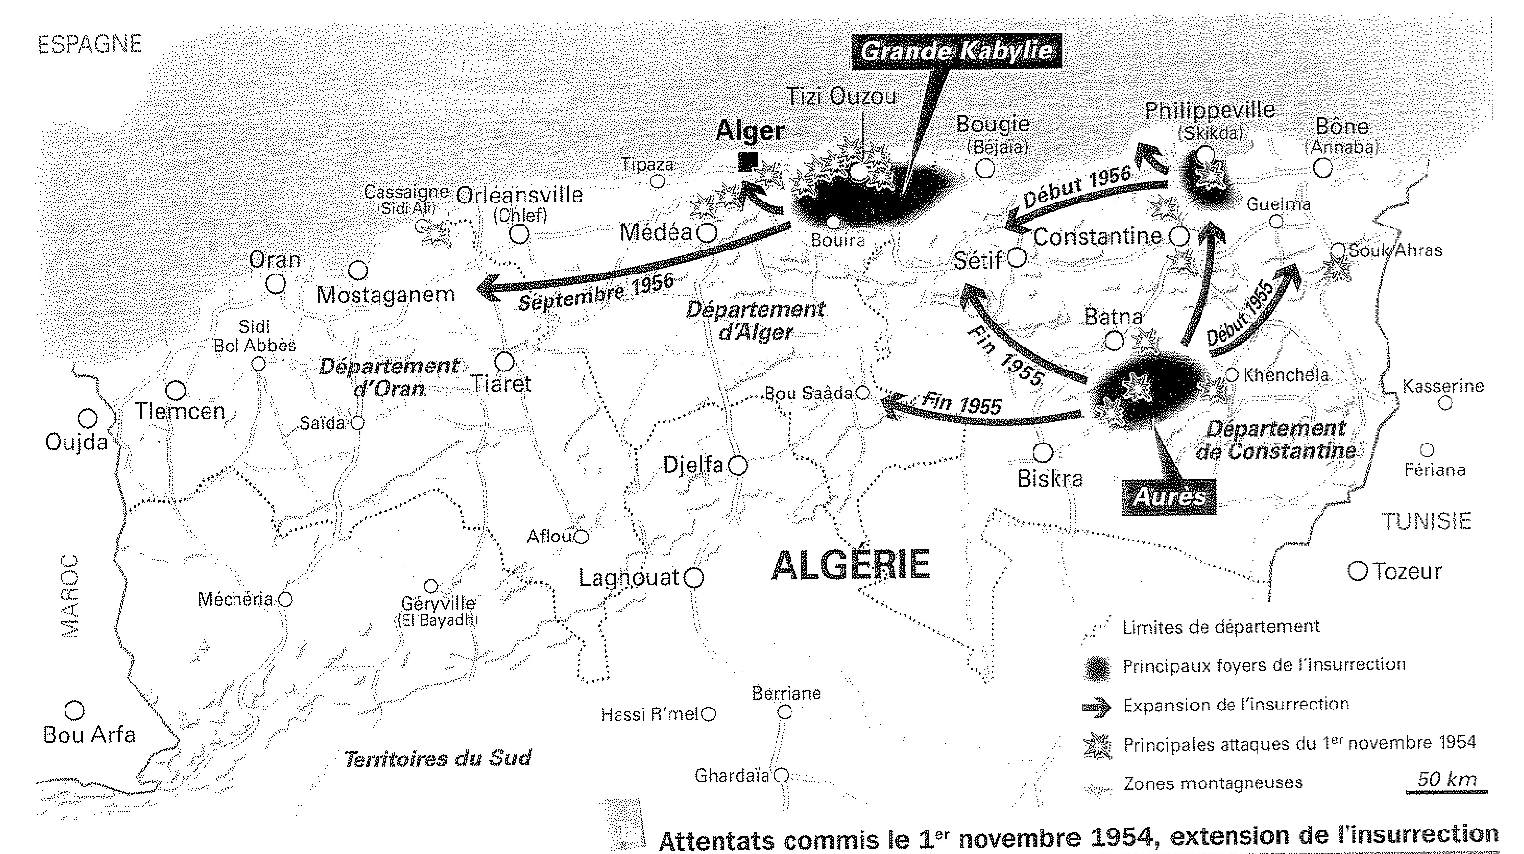 ESPAGNE
Grande Kabylie
Tizi Ouzou
Alger
Bougie
(Béjaïa)
Philippeville
(Skikda)
Bône
(Annaba)
Tipaza
Cassaigne
(Sidi Ali)
Orléansville
(Chlef)
Début 1956
Guelma
Médéa
Bouira
Constantine
Sétif
Souk Ahras
Oran
Mostaganem
Septembre 1956
Département
d'Alger
Fin 1955
Début 1955
Batna
Sidi
Bel Abbès
Département
d'Oran
Tiaret
Bou Saâda
Fin 1955
Khenchela
Kasserine
Tlemcen
Saïda
Oujda
Département
de Constantine
Djelfa
Biskra
Fériana
Aurès
TUNISIE
Aflou
Laghouat
ALGÉRIE
Tozeur
MAROC
Méchéria
Géryville
(El Bayadh)
Limites de département
Principaux foyers de l'insurrection
Expansion de l'insurrection
Principales attaques du 1er novembre 1954
Zones montagneuses
50 km
Berriane
Hassi R'mel
Bou Arfa
Territoires du Sud
Ghardaïa
Attentats commis le 1er novembre 1954, extension de l'insurrection